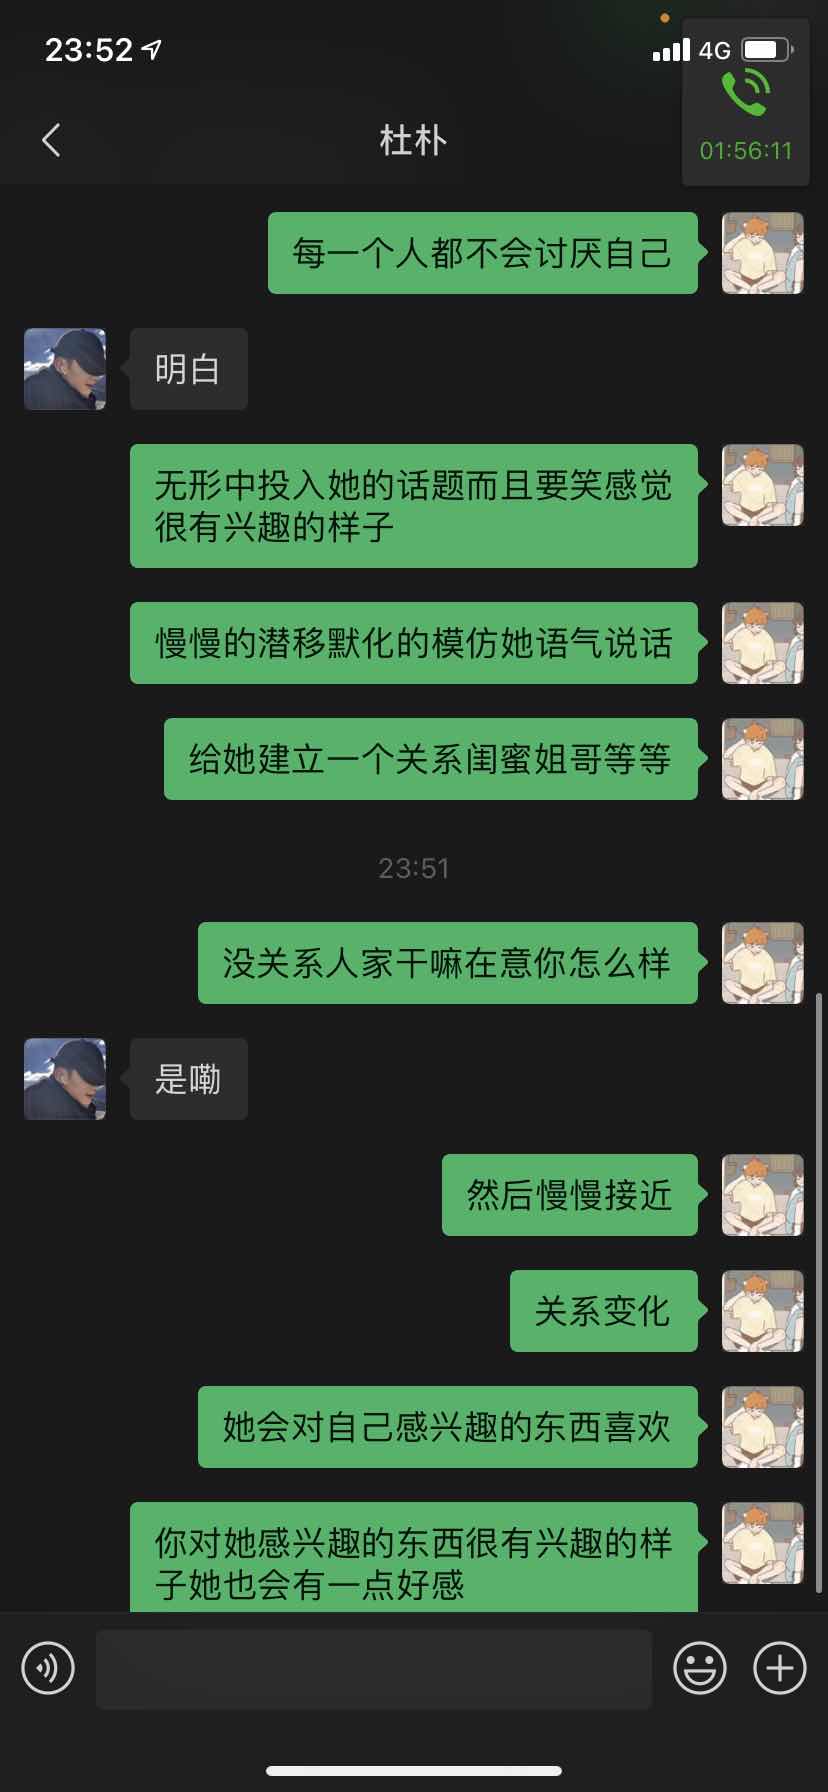 23:52
4G
杜朴
01:56:11
每一个人都不会讨厌自己
明白
无形中投入她的话题而且要笑感觉
很有兴趣的样子
慢慢的潜移默化的模仿她语气说话
给她建立一个关系闺蜜姐哥等等
23:51
没关系人家干嘛在意你怎么样
是嘞
然后慢慢接近
关系变化
她会对自己感兴趣的东西喜欢
你对她感兴趣的东西很有兴趣的样
子她也会有一点好感